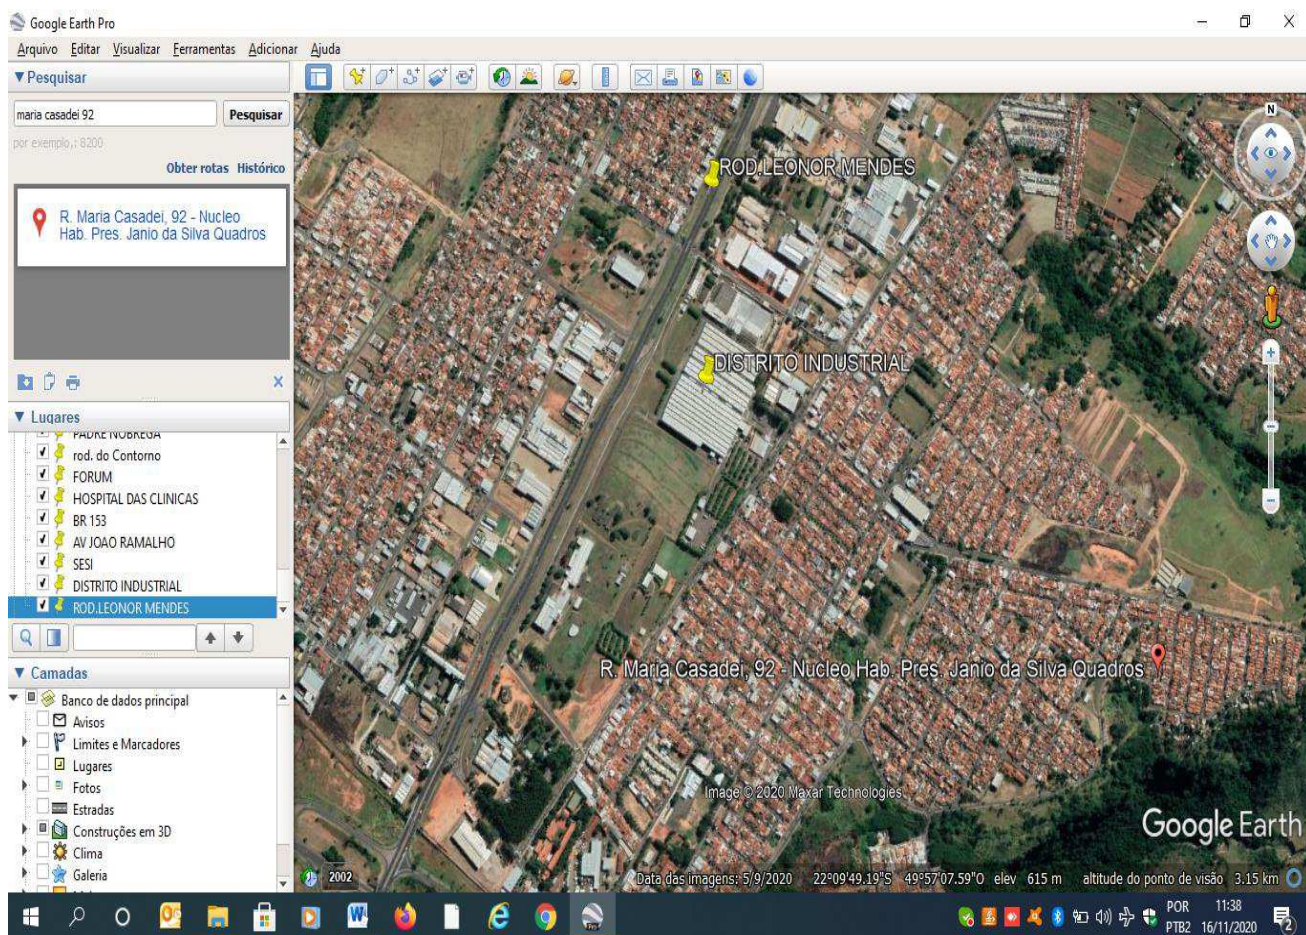 Google Earth Pro
Arquivo Editar Visualizar Ferramentas Adicionar Ajuda
Pesquisar
maria casadei 92
Pesquisar
por exemplo,: 8200
Obter rotas Histórico
R. Maria Casadei, 92 - Nucleo
Hab. Pres. Janio da Silva Quadros
Lugares
PADRE NOBREGA
rod. do Contorno
FORUM
HOSPITAL DAS CLINICAS
BR 153
AV JOAO RAMALHO
SESI
DISTRITO INDUSTRIAL
ROD.LEONOR MENDES
Camadas
Banco de dados principal
Avisos
Limites e Marcadores
Lugares
Fotos
Estradas
Construções em 3D
Clima
Galeria
N
ROD.LEONOR MENDES
DISTRITO INDUSTRIAL
R. Maria Casadei, 92 - Nucleo Hab. Pres. Janio da Silva Quadros
Image © 2020 Maxar Technologies
Google Earth
2002
Data das imagens: 5/9/2020 22°09'49.19"S 49°57'07.59"O elev 615 m altitude do ponto de visão 3.15 km
POR
PTB2
11:38
16/11/2020
2